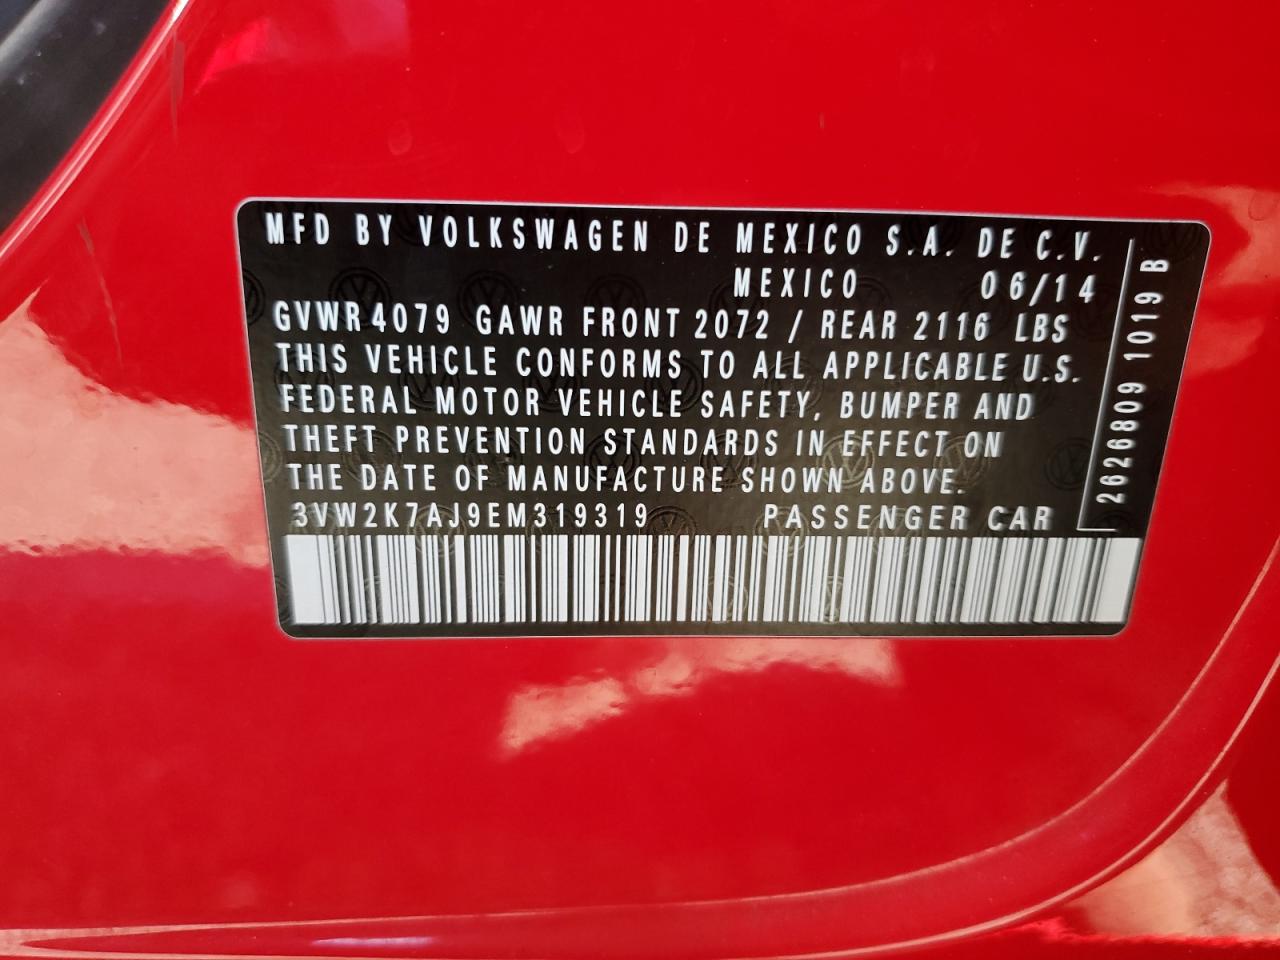 MFD BY VOLKSWAGEN DE MEXICO S.A. DE C.V.
MEXICO 06/14
GVWR 4079 GAWR FRONT 2072 / REAR 2116 LBS
THIS VEHICLE CONFORMS TO ALL APPLICABLE U.S.
FEDERAL MOTOR VEHICLE SAFETY, BUMPER AND
THEFT PREVENTION STANDARDS IN EFFECT ON
THE DATE OF MANUFACTURE SHOWN ABOVE.
3VW2K7AJ9EM319319 PASSENGER CAR
2626809 1019 B